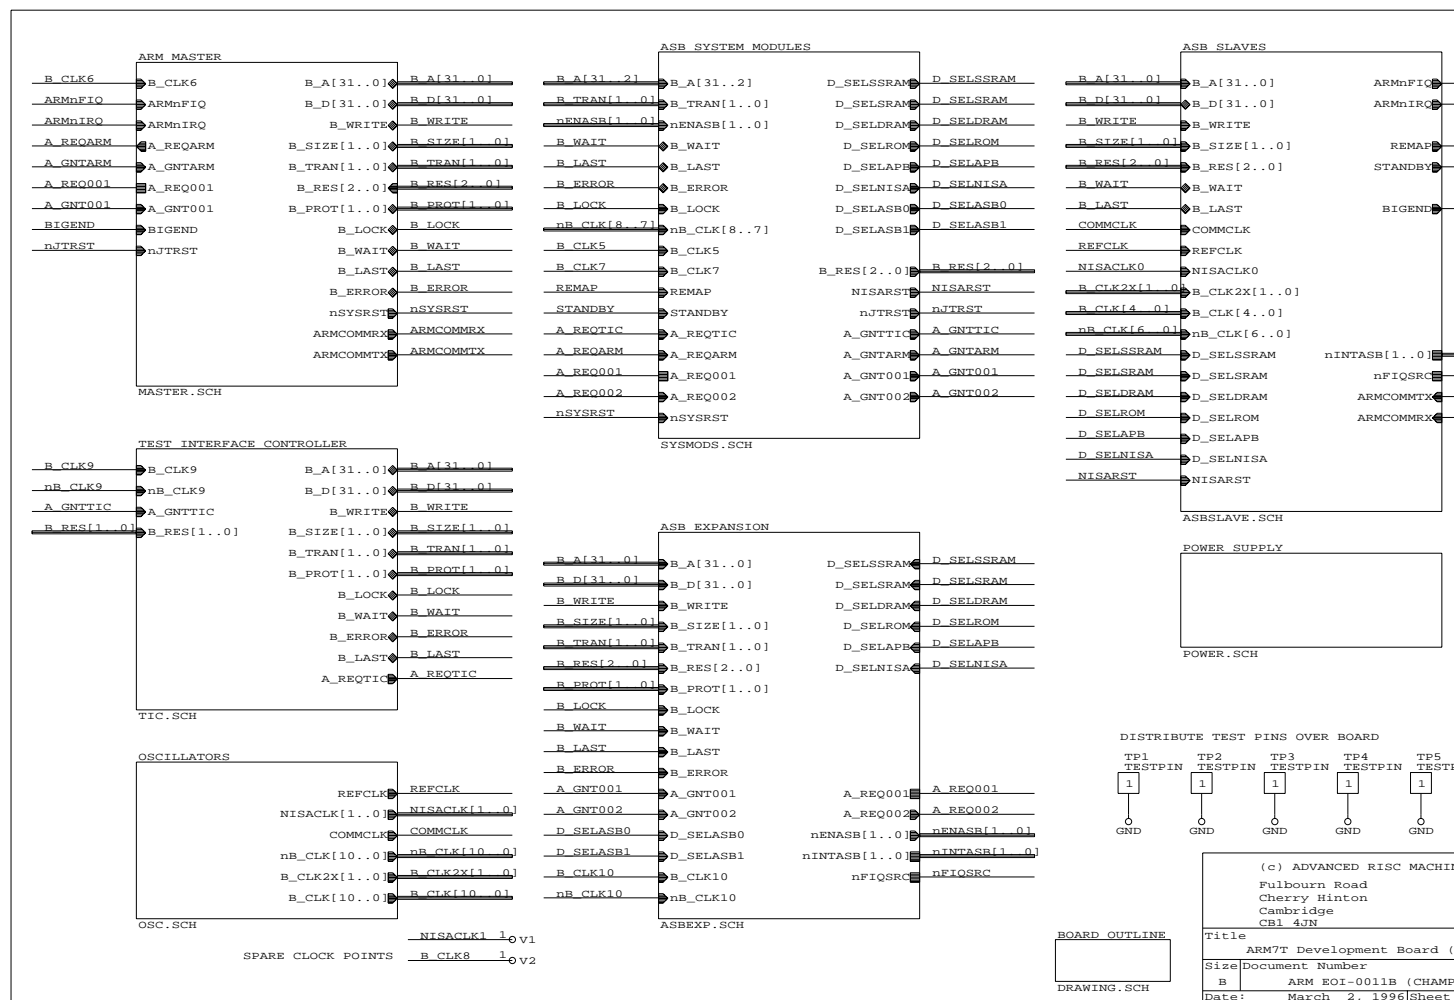 ARM MASTER
B_CLK6 B_CLK6 B_A[31..0] B_A[31..0]
ARMnFIQ ARMnFIQ B_D[31..0] B_D[31..0]
ARMnIRQ ARMnIRQ B_WRITE B_WRITE
A_REQARM A_REQARM B_SIZE[1..0] B_SIZE[1..0]
A_GNTARM A_GNTARM B_TRAN[1..0] B_TRAN[1..0]
A_REQ001 A_REQ001 B_RES[2..0] B_RES[2..0]
A_GNT001 A_GNT001 B_PROT[1..0] B_PROT[1..0]
BIGEND BIGEND B_LOCK B_LOCK
nJTRST nJTRST B_WAIT B_WAIT
B_LAST B_LAST
B_ERROR B_ERROR
nSYSRST nSYSRST
ARMCOMMRX ARMCOMMRX
ARMCOMMTX ARMCOMMTX
MASTER.SCH
TEST INTERFACE CONTROLLER
B_CLK9 B_CLK9 B_A[31..0] B_A[31..0]
nB_CLK9 nB_CLK9 B_D[31..0] B_D[31..0]
A_GNTTIC A_GNTTIC B_WRITE B_WRITE
B_RES[1..0] B_RES[1..0] B_SIZE[1..0] B_SIZE[1..0]
B_TRAN[1..0] B_TRAN[1..0]
B_PROT[1..0] B_PROT[1..0]
B_LOCK B_LOCK
B_WAIT B_WAIT
B_ERROR B_ERROR
B_LAST B_LAST
A_REQTIC A_REQTIC
TIC.SCH
OSCILLATORS
REFCLK REFCLK
NISACLK[1..0] NISACLK[1..0]
COMMCLK COMMCLK
nB_CLK[10..0] nB_CLK[10..0]
B_CLK2X[1..0] B_CLK2X[1..0]
B_CLK[10..0] B_CLK[10..0]
OSC.SCH
NISACLK1 1 V1
SPARE CLOCK POINTS B_CLK8 1 V2
ASB SYSTEM MODULES
B_A[31..2] B_A[31..2] D_SELSSRAM D_SELSSRAM
B_TRAN[1..0] B_TRAN[1..0] D_SELSRAM D_SELSRAM
nENASB[1..0] nENASB[1..0] D_SELDRAM D_SELDRAM
B_WAIT B_WAIT D_SELROM D_SELROM
B_LAST B_LAST D_SELAPB D_SELAPB
B_ERROR B_ERROR D_SELNISA D_SELNISA
B_LOCK B_LOCK D_SELASB0 D_SELASB0
nB_CLK[8..7] nB_CLK[8..7] D_SELASB1 D_SELASB1
B_CLK5 B_CLK5
B_CLK7 B_CLK7 B_RES[2..0] B_RES[2..0]
REMAP REMAP NISARST NISARST
STANDBY STANDBY nJTRST nJTRST
A_REQTIC A_REQTIC A_GNTTIC A_GNTTIC
A_REQARM A_REQARM A_GNTARM A_GNTARM
A_REQ001 A_REQ001 A_GNT001 A_GNT001
A_REQ002 A_REQ002 A_GNT002 A_GNT002
nSYSRST nSYSRST
SYSMODS.SCH
ASB EXPANSION
B_A[31..0] B_A[31..0] D_SELSSRAM D_SELSSRAM
B_D[31..0] B_D[31..0] D_SELSRAM D_SELSRAM
B_WRITE B_WRITE D_SELDRAM D_SELDRAM
B_SIZE[1..0] B_SIZE[1..0] D_SELROM D_SELROM
B_TRAN[1..0] B_TRAN[1..0] D_SELAPB D_SELAPB
B_RES[2..0] B_RES[2..0] D_SELNISA D_SELNISA
B_PROT[1..0] B_PROT[1..0]
B_LOCK B_LOCK
B_WAIT B_WAIT
B_LAST B_LAST
B_ERROR B_ERROR
A_GNT001 A_GNT001 A_REQ001 A_REQ001
A_GNT002 A_GNT002 A_REQ002 A_REQ002
D_SELASB0 D_SELASB0 nENASB[1..0] nENASB[1..0]
D_SELASB1 D_SELASB1 nINTASB[1..0] nINTASB[1..0]
B_CLK10 B_CLK10 nFIQSRC nFIQSRC
nB_CLK10 nB_CLK10
ASBEXP.SCH
ASB SLAVES
B_A[31..0] B_A[31..0] ARMnFIQ
B_D[31..0] B_D[31..0] ARMnIRQ
B_WRITE B_WRITE
B_SIZE[1..0] B_SIZE[1..0] REMAP
B_RES[2..0] B_RES[2..0] STANDBY
B_WAIT B_WAIT
B_LAST B_LAST BIGEND
COMMCLK COMMCLK
REFCLK REFCLK
NISACLK0 NISACLK0
B_CLK2X[1..0] B_CLK2X[1..0]
B_CLK[4..0] B_CLK[4..0]
nB_CLK[6..0] nB_CLK[6..0]
D_SELSSRAM D_SELSSRAM nINTASB[1..0]
D_SELSRAM D_SELSRAM nFIQSRC
D_SELDRAM D_SELDRAM ARMCOMMTX
D_SELROM D_SELROM ARMCOMMRX
D_SELAPB D_SELAPB
D_SELNISA D_SELNISA
NISARST NISARST
ASBSLAVE.SCH
POWER SUPPLY
POWER.SCH
DISTRIBUTE TEST PINS OVER BOARD
TP1 TP2 TP3 TP4 TP5
TESTPIN TESTPIN TESTPIN TESTPIN
1 1 1 1 1
GND GND GND GND GND
BOARD OUTLINE
DRAWING.SCH
(c) ADVANCED RISC
Fulbourn Road
Cherry Hinton
Cambridge
CB1 4JN
Title
ARM7T Development Board (
Size Document Number
B ARM EOI-0011B
Date: March 2, 1996 Sheet